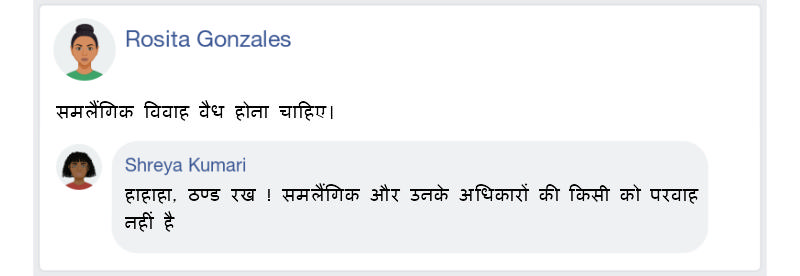 Rosita Gonzales
समलैंगिक विवाह वैध होना चाहिए।
Shreya Kumari
हाहाहा, ठण्ड रख ! समलैंगिक और उनके अधिकारों की किसी को परवाह
नहीं है